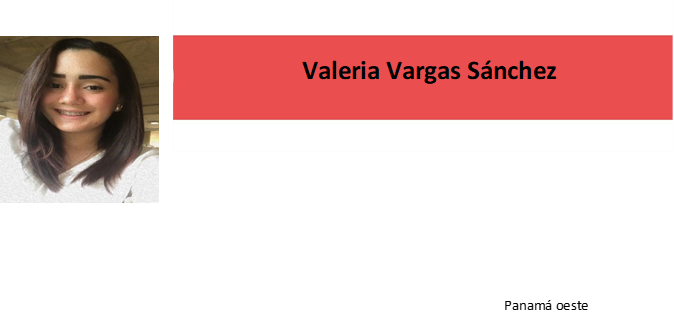 Valeria Vargas Sánchez
Panamá oeste